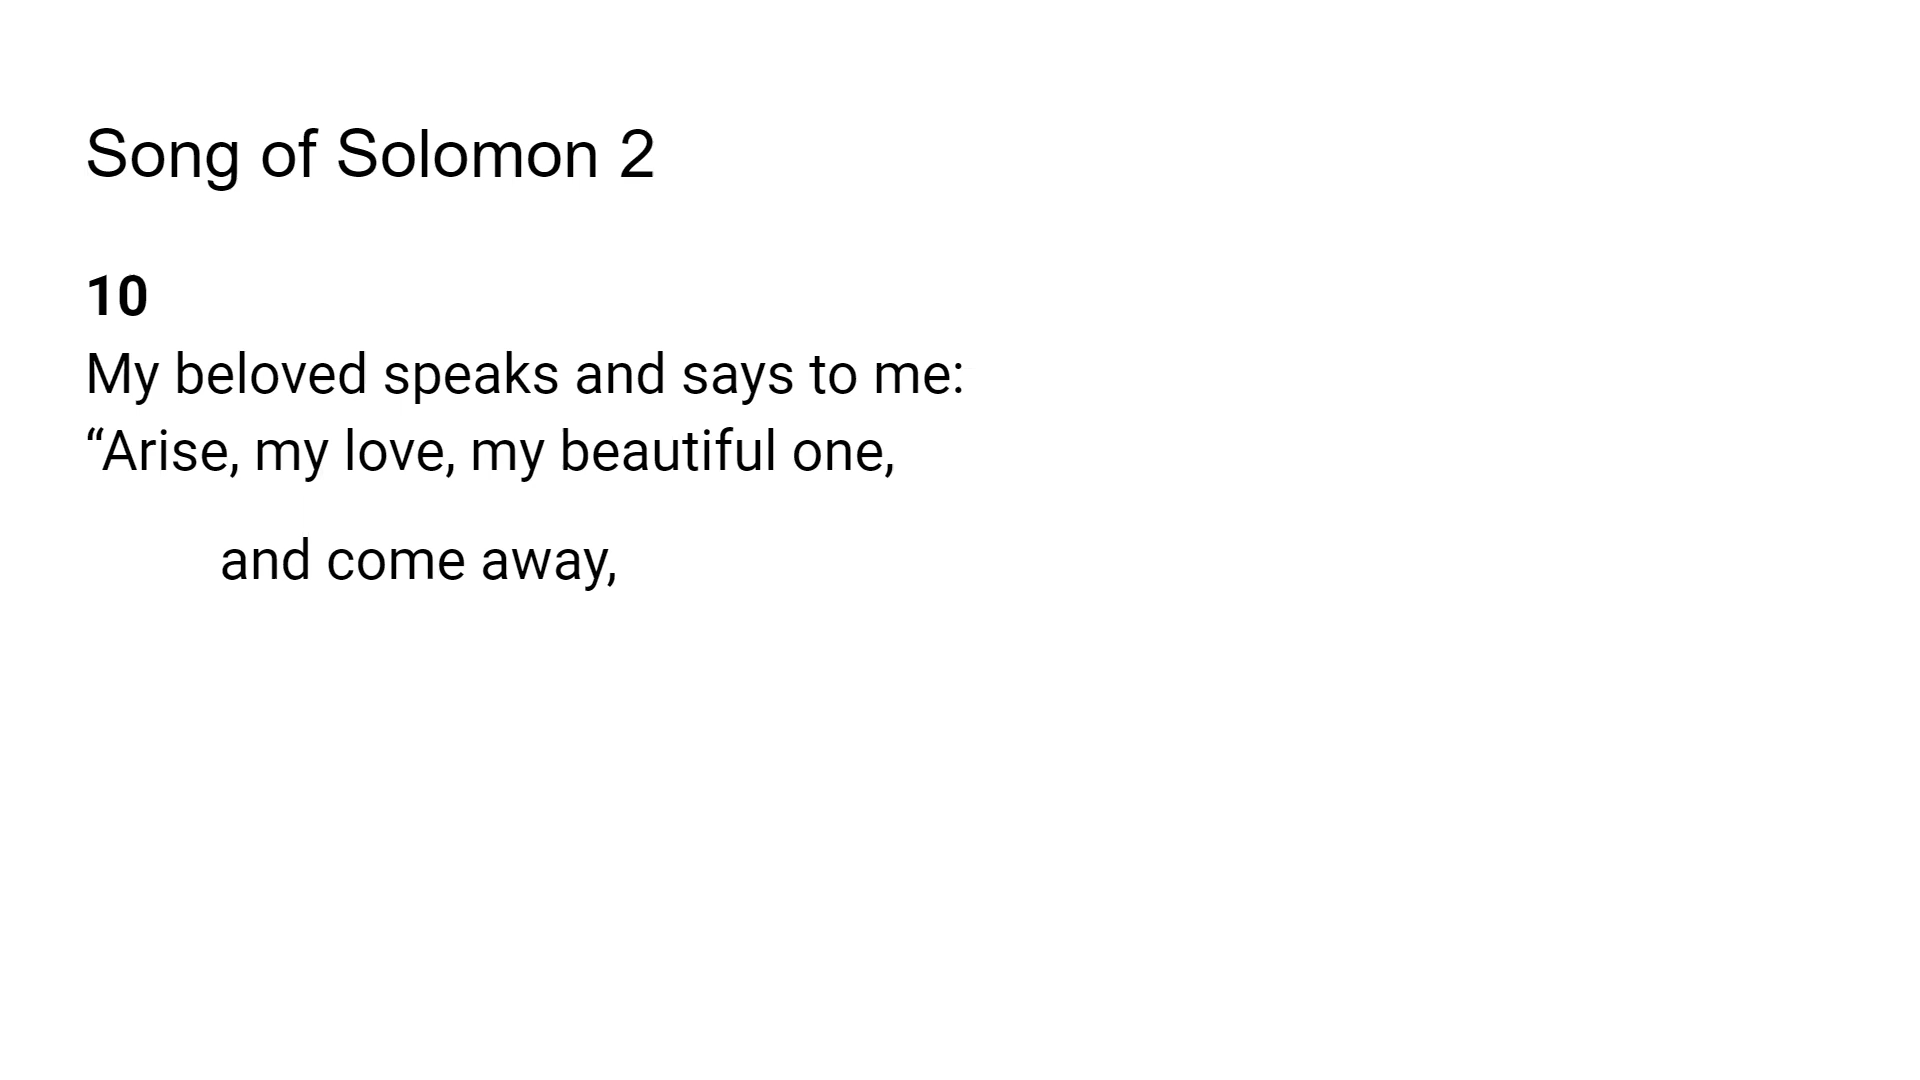 Song of Solomon 2
10
My beloved speaks and says to me:
“Arise, my love, my beautiful one,
and come away,